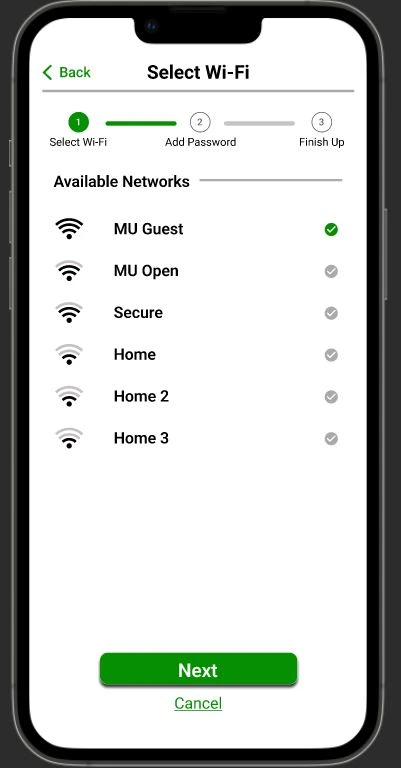 Back
Select Wi-Fi
1
2
3
Select Wi-Fi
Add Password
Finish Up
Available Networks
MU Guest
MU Open
Secure
Home
Home 2
Home 3
Next
Cancel